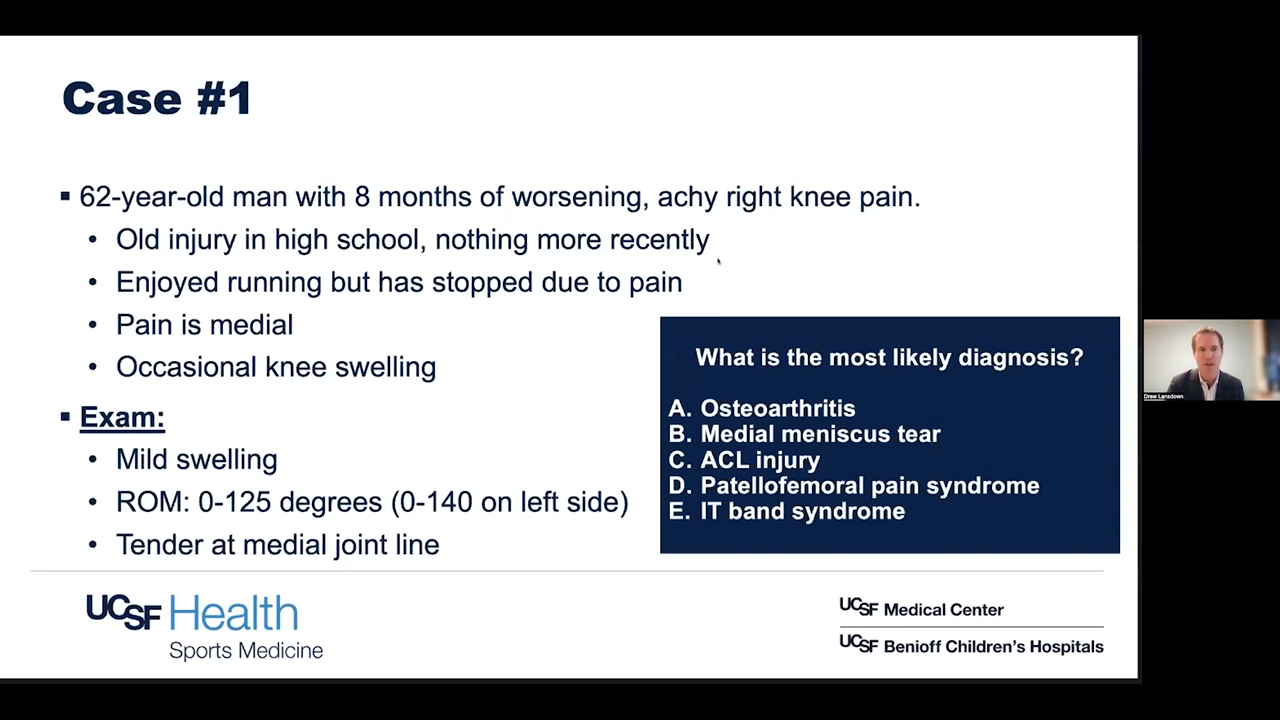 Case #1
▪ 62-year-old man with 8 months of worsening, achy right knee pain.
• Old injury in high school, nothing more recently
• Enjoyed running but has stopped due to pain
• Pain is medial
• Occasional knee swelling
▪ Exam:
• Mild swelling
• ROM: 0-125 degrees (0-140 on left side)
• Tender at medial joint line
What is the most likely diagnosis?
A. Osteoarthritis
B. Medial meniscus tear
C. ACL injury
D. Patellofemoral pain syndrome
E. IT band syndrome
Drew Lansdown
UCSF Health
Sports Medicine
UCSF Medical Center
UCSF Benioff Children's Hospitals